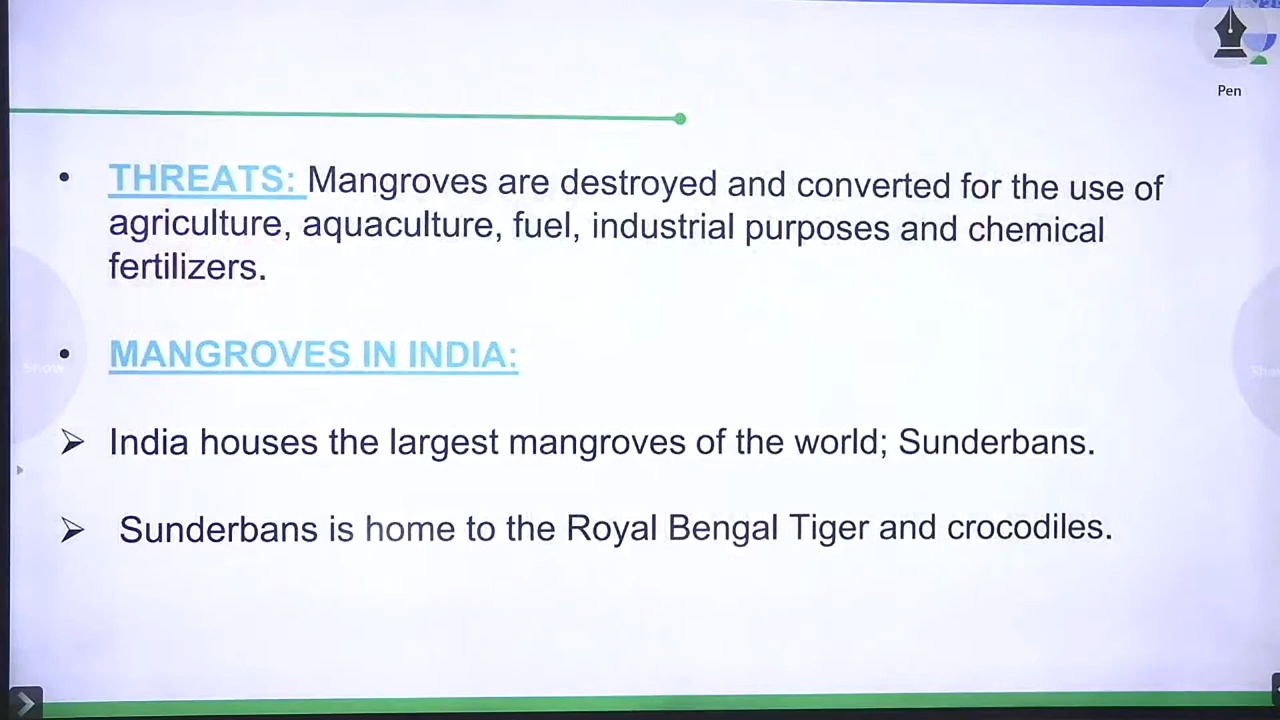 Pen
• THREATS: Mangroves are destroyed and converted for the use of
agriculture, aquaculture, fuel, industrial purposes and chemical
fertilizers.
• MANGROVES IN INDIA:
Show
➢ India houses the largest mangroves of the world; Sunderbans.
➢ Sunderbans is home to the Royal Bengal Tiger and crocodiles.